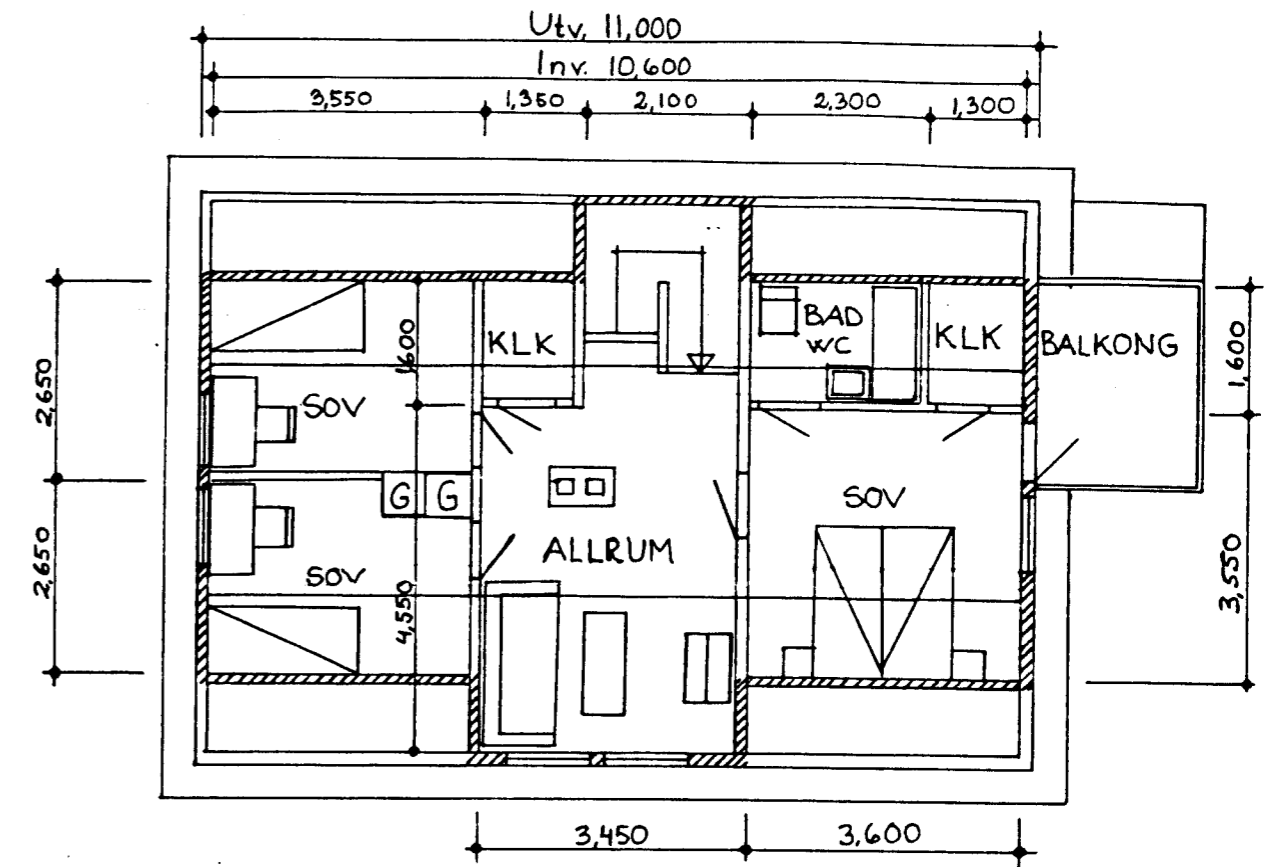 Utv. 11,000
Inv. 10,600
3,550 1,350 2,100 2,300 1,300
KLK
BAD
WC
KLK
BALKONG
1,600
1,600
2,650
SOV
G G
SOV
ALLRUM
2,650
SOV
4,550
3,550
3,450 3,600